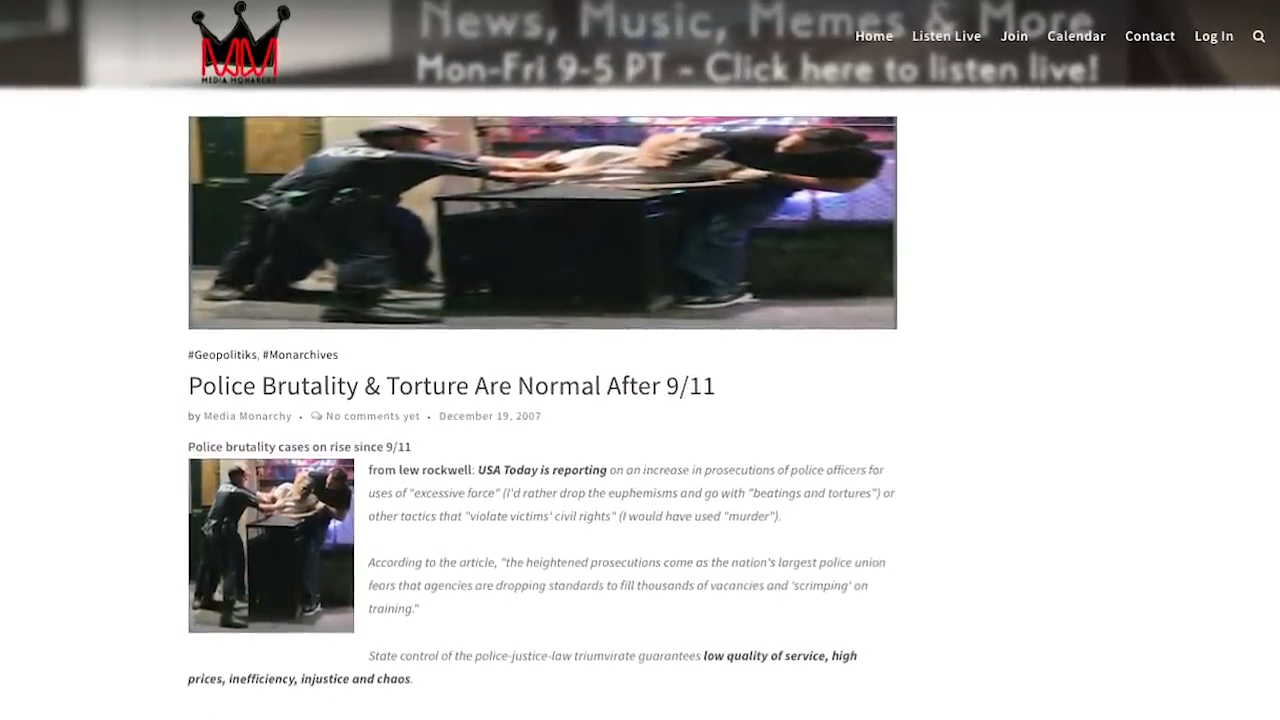 News, Music, Memes & More
Home Listen Live Join Calendar Contact Log In
Mon-Fri 9-5 PT - Click here to listen live!
MM
MEDIA MONARCHY
POLICE
#Geopolitiks, #Monarchives
Police Brutality & Torture Are Normal After 9/11
by Media Monarchy • No comments yet • December 19, 2007
Police brutality cases on rise since 9/11
from lew rockwell: USA Today is reporting on an increase in prosecutions of police officers for
uses of "excessive force" (I'd rather drop the euphemisms and go with "beatings and tortures") or
other tactics that "violate victims' civil rights" (I would have used "murder").
According to the article, "the heightened prosecutions come as the nation's largest police union
fears that agencies are dropping standards to fill thousands of vacancies and 'scrimping' on
training."
State control of the police-justice-law triumvirate guarantees low quality of service, high
prices, inefficiency, injustice and chaos.